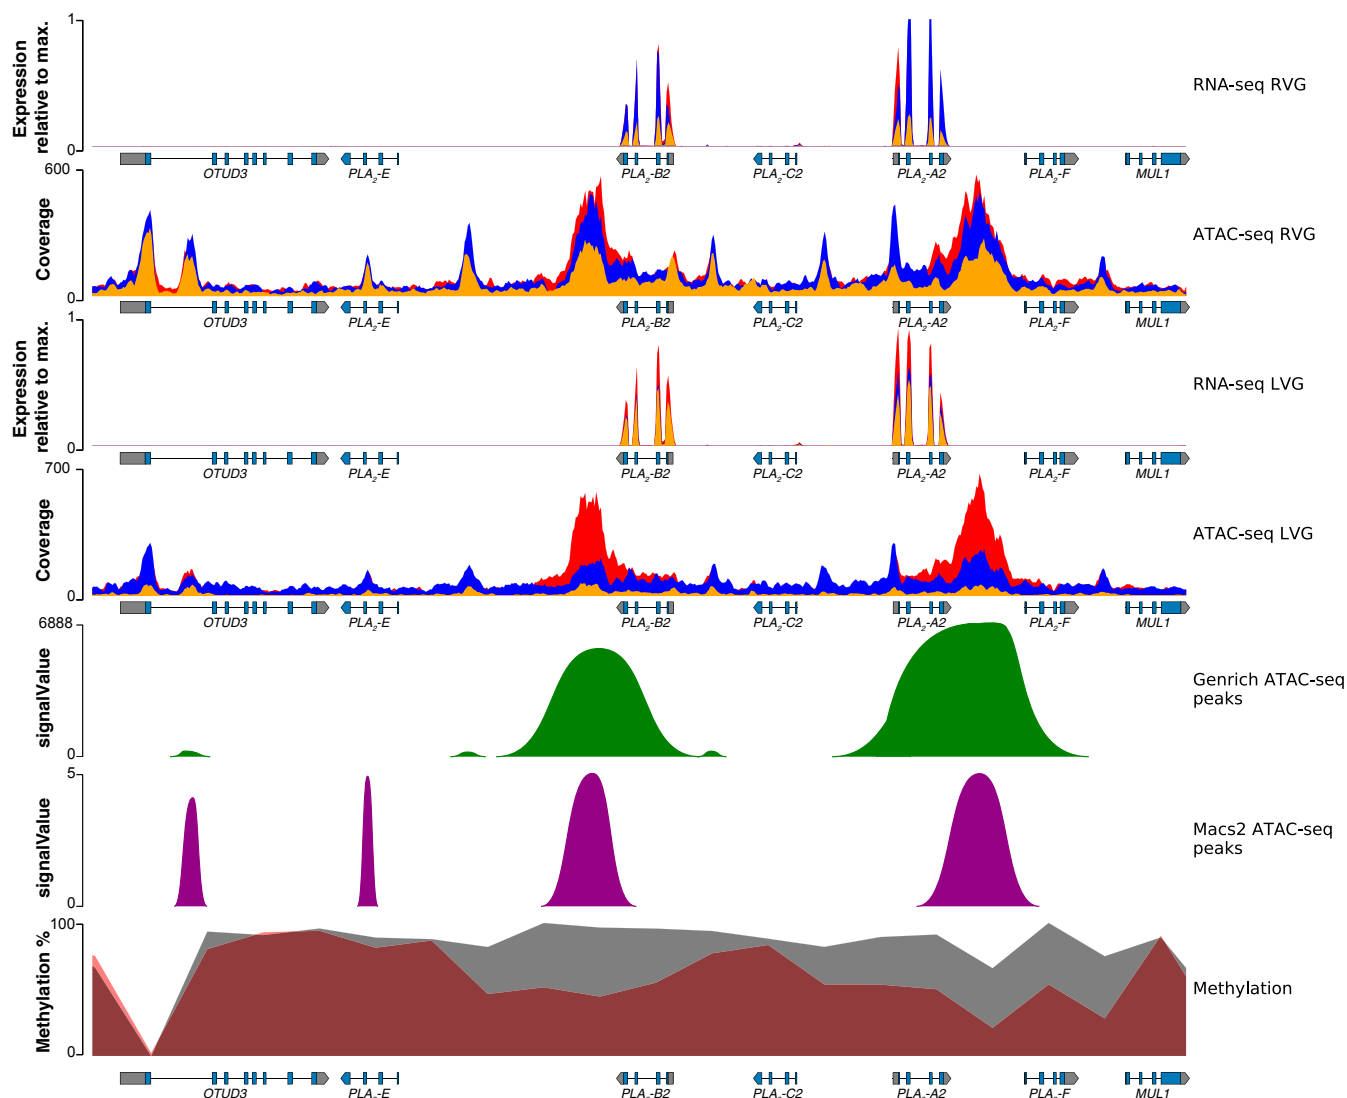 Expression
relative to max.
1
0
RNA-seq RVG
OTUD3 PLA2-E PLA2-B2 PLA2-C2 PLA2-A2 PLA2-F MUL1
Coverage
600
0
ATAC-seq RVG
OTUD3 PLA2-E PLA2-B2 PLA2-C2 PLA2-A2 PLA2-F MUL1
Expression
relative to max.
1
0
RNA-seq LVG
OTUD3 PLA2-E PLA2-B2 PLA2-C2 PLA2-A2 PLA2-F MUL1
Coverage
700
0
ATAC-seq LVG
OTUD3 PLA2-E PLA2-B2 PLA2-C2 PLA2-A2 PLA2-F MUL1
signalValue
6888
0
Genrich ATAC-seq
peaks
signalValue
5
0
Macs2 ATAC-seq
peaks
Methylation %
100
0
Methylation
OTUD3 PLA2-E PLA2-B2 PLA2-C2 PLA2-A2 PLA2-F MUL1